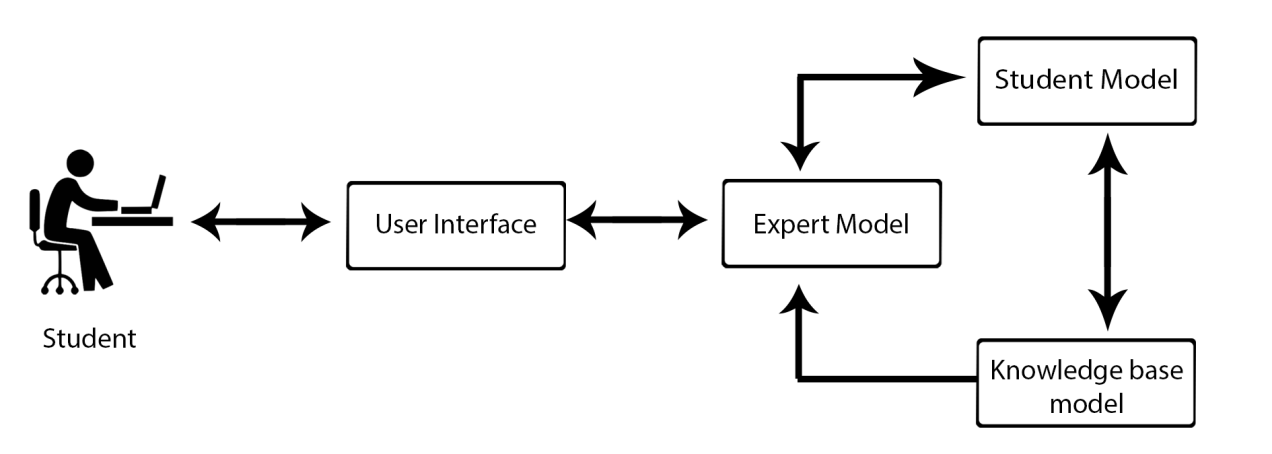 Student Model
User Interface
Expert Model
Student
Knowledge base
model